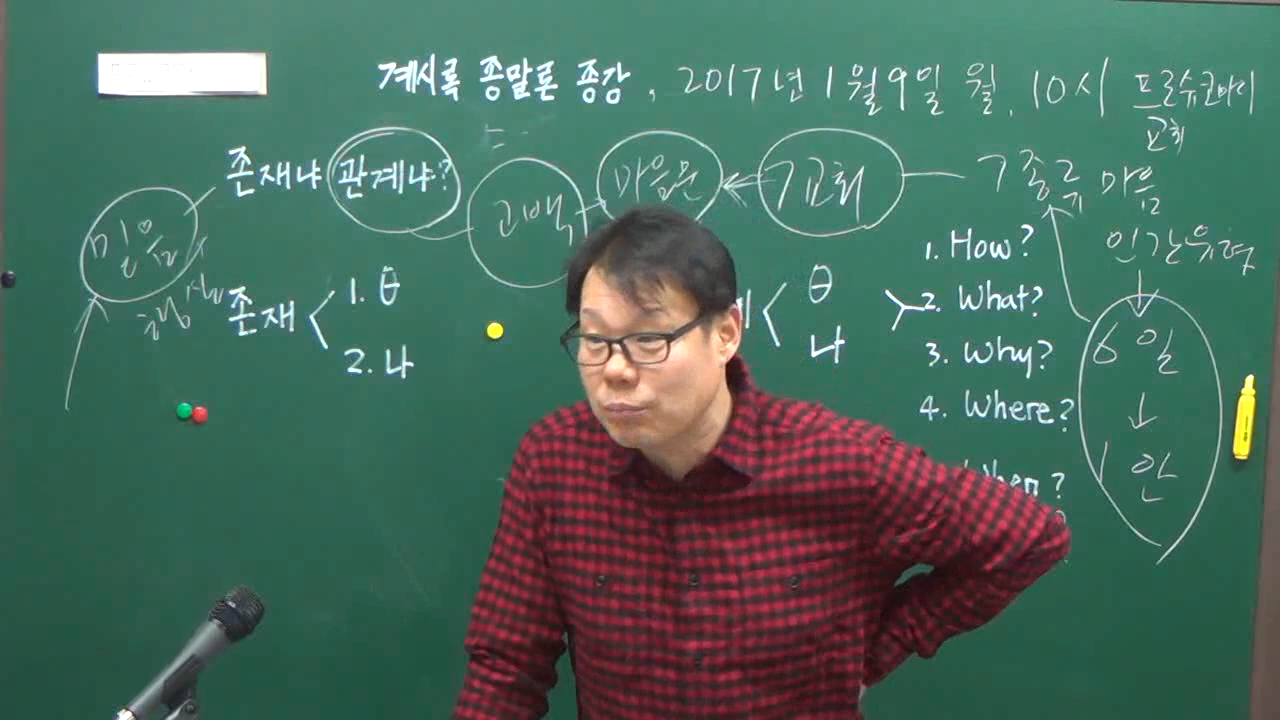 계시록 종말론 종강, 2017년 1월 9일 월, 10시 프로슈코마이
교회
존재냐 관계냐?
고백
마음문
7교회
7종류 마음
믿음
인간유형
존재
1. θ
2. 나
θ
나
1. How?
2. What?
3. Why?
4. Where?
6일
1안